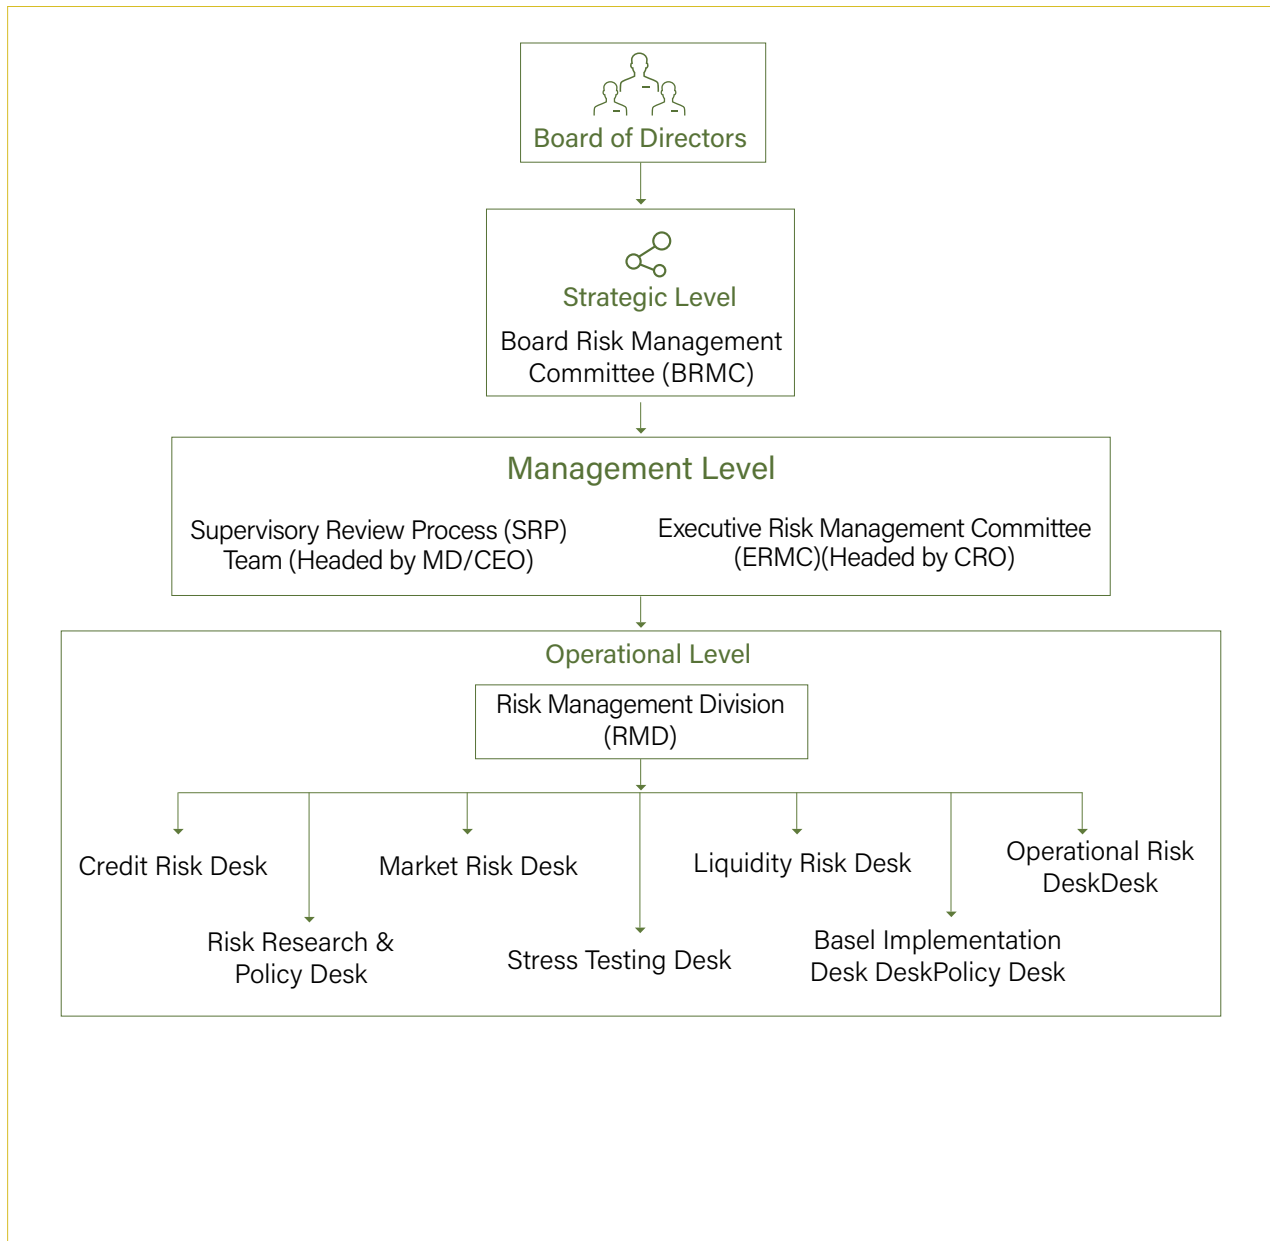 Board of Directors
Strategic Level
Board Risk Management
Committee (BRMC)
Management Level
Supervisory Review Process (SRP)
Team (Headed by MD/CEO)
Executive Risk Management Committee
(ERMC)(Headed by CRO)
Operational Level
Risk Management Division
(RMD)
Credit Risk Desk
Market Risk Desk
Liquidity Risk Desk
Operational Risk
DeskDesk
Risk Research &
Policy Desk
Stress Testing Desk
Basel Implementation
Desk DeskPolicy Desk